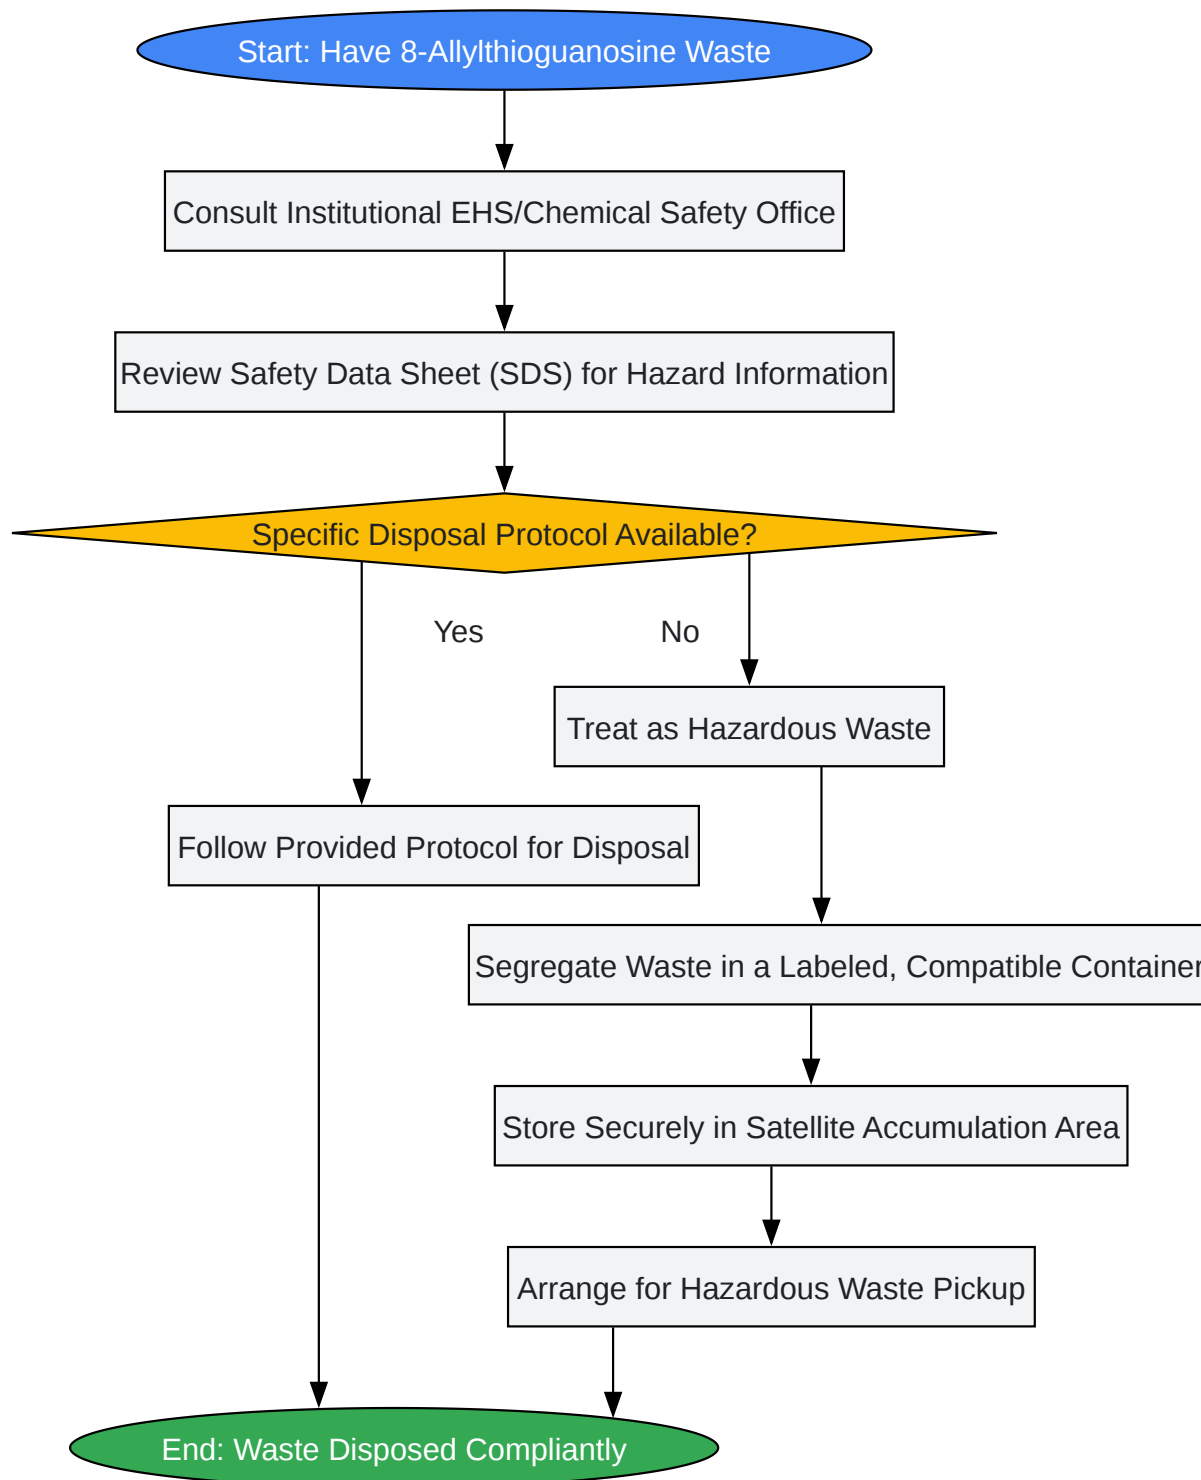 Start: Have 8-Allylthioguanosine Waste
Consult Institutional EHS/Chemical Safety Office
Review Safety Data Sheet (SDS) for Hazard Information
Specific Disposal Protocol Available?
Yes
No
Treat as Hazardous Waste
Follow Provided Protocol for Disposal
Segregate Waste in a Labeled, Compatible Container
Store Securely in Satellite Accumulation Area
Arrange for Hazardous Waste Pickup
End: Waste Disposed Compliantly